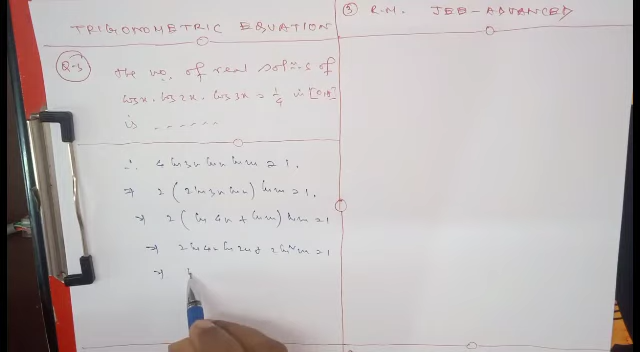 ③ R.M. JEE-ADVANCED
TRIGONOMETRIC EQUATION
Q-5
The no. of real sol:ns of
cos x. cos 2x. cos 3x = 1/4 in [0,π]
is .......
∴ 4 cos 3x cos x cos 2x = 1.
⇒ 2 ( 2 cos 3x cos x) cos 2x = 1.
⇒ 2 ( cos 4x + cos 2x) cos 2x = 1
⇒ 2 cos 4x cos 2x + 2 cos² 2x = 1
⇒